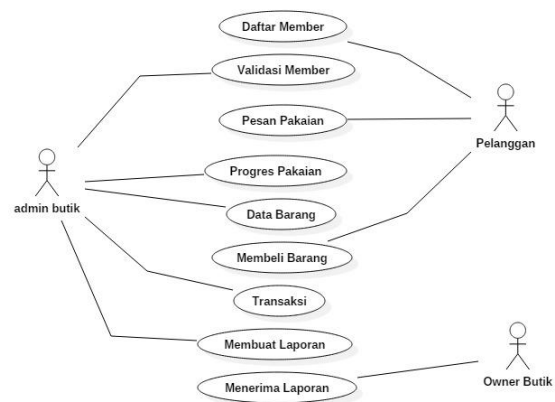 Daftar Member
Validasi Member
Pesan Pakaian
Pelanggan
Progres Pakaian
admin butik
Data Barang
Membeli Barang
Transaksi
Membuat Laporan
Menerima Laporan
Owner Butik